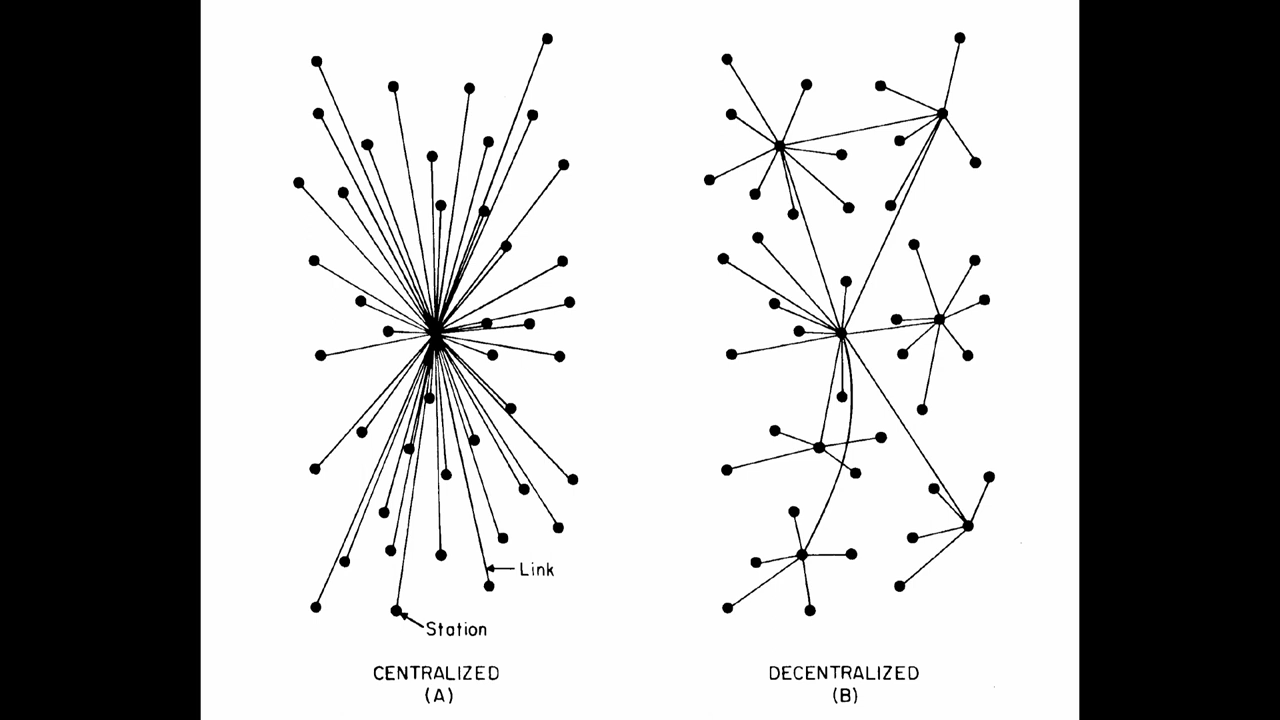 Link
Station
CENTRALIZED
(A)
DECENTRALIZED
(B)